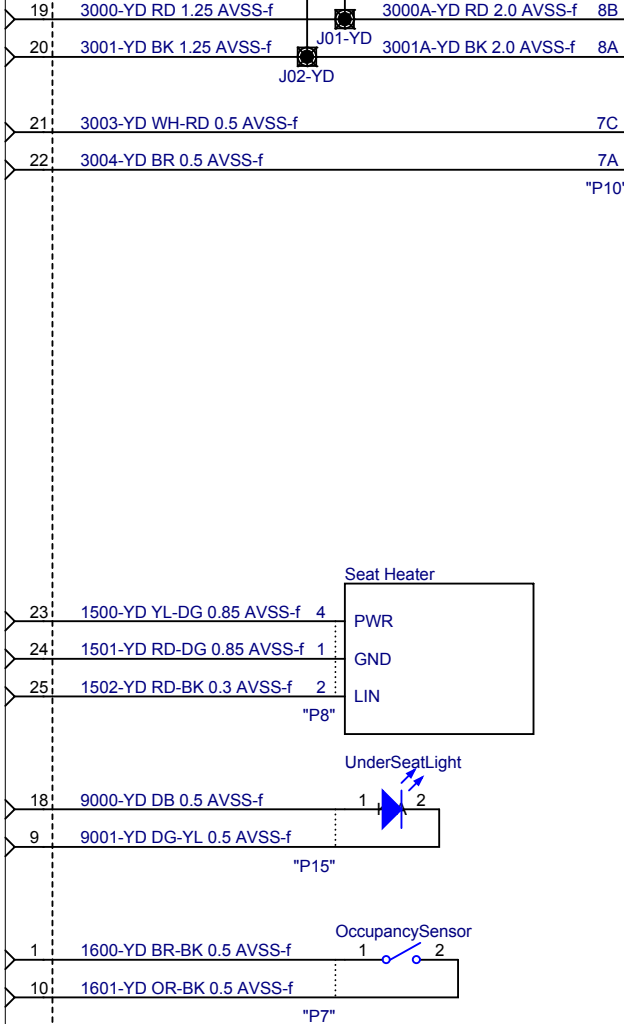 19 3000-YD RD 1.25 AVSS-f 3000A-YD RD 2.0 AVSS-f 8B
J01-YD
20 3001-YD BK 1.25 AVSS-f 3001A-YD BK 2.0 AVSS-f 8A
J02-YD
21 3003-YD WH-RD 0.5 AVSS-f 7C
22 3004-YD BR 0.5 AVSS-f 7A
"P10"
Seat Heater
23 1500-YD YL-DG 0.85 AVSS-f 4 PWR
24 1501-YD RD-DG 0.85 AVSS-f 1 GND
25 1502-YD RD-BK 0.3 AVSS-f 2 LIN
"P8"
UnderSeatLight
18 9000-YD DB 0.5 AVSS-f 1 2
9 9001-YD DG-YL 0.5 AVSS-f
"P15"
OccupancySensor
1 1600-YD BR-BK 0.5 AVSS-f 1 2
10 1601-YD OR-BK 0.5 AVSS-f
"P7"